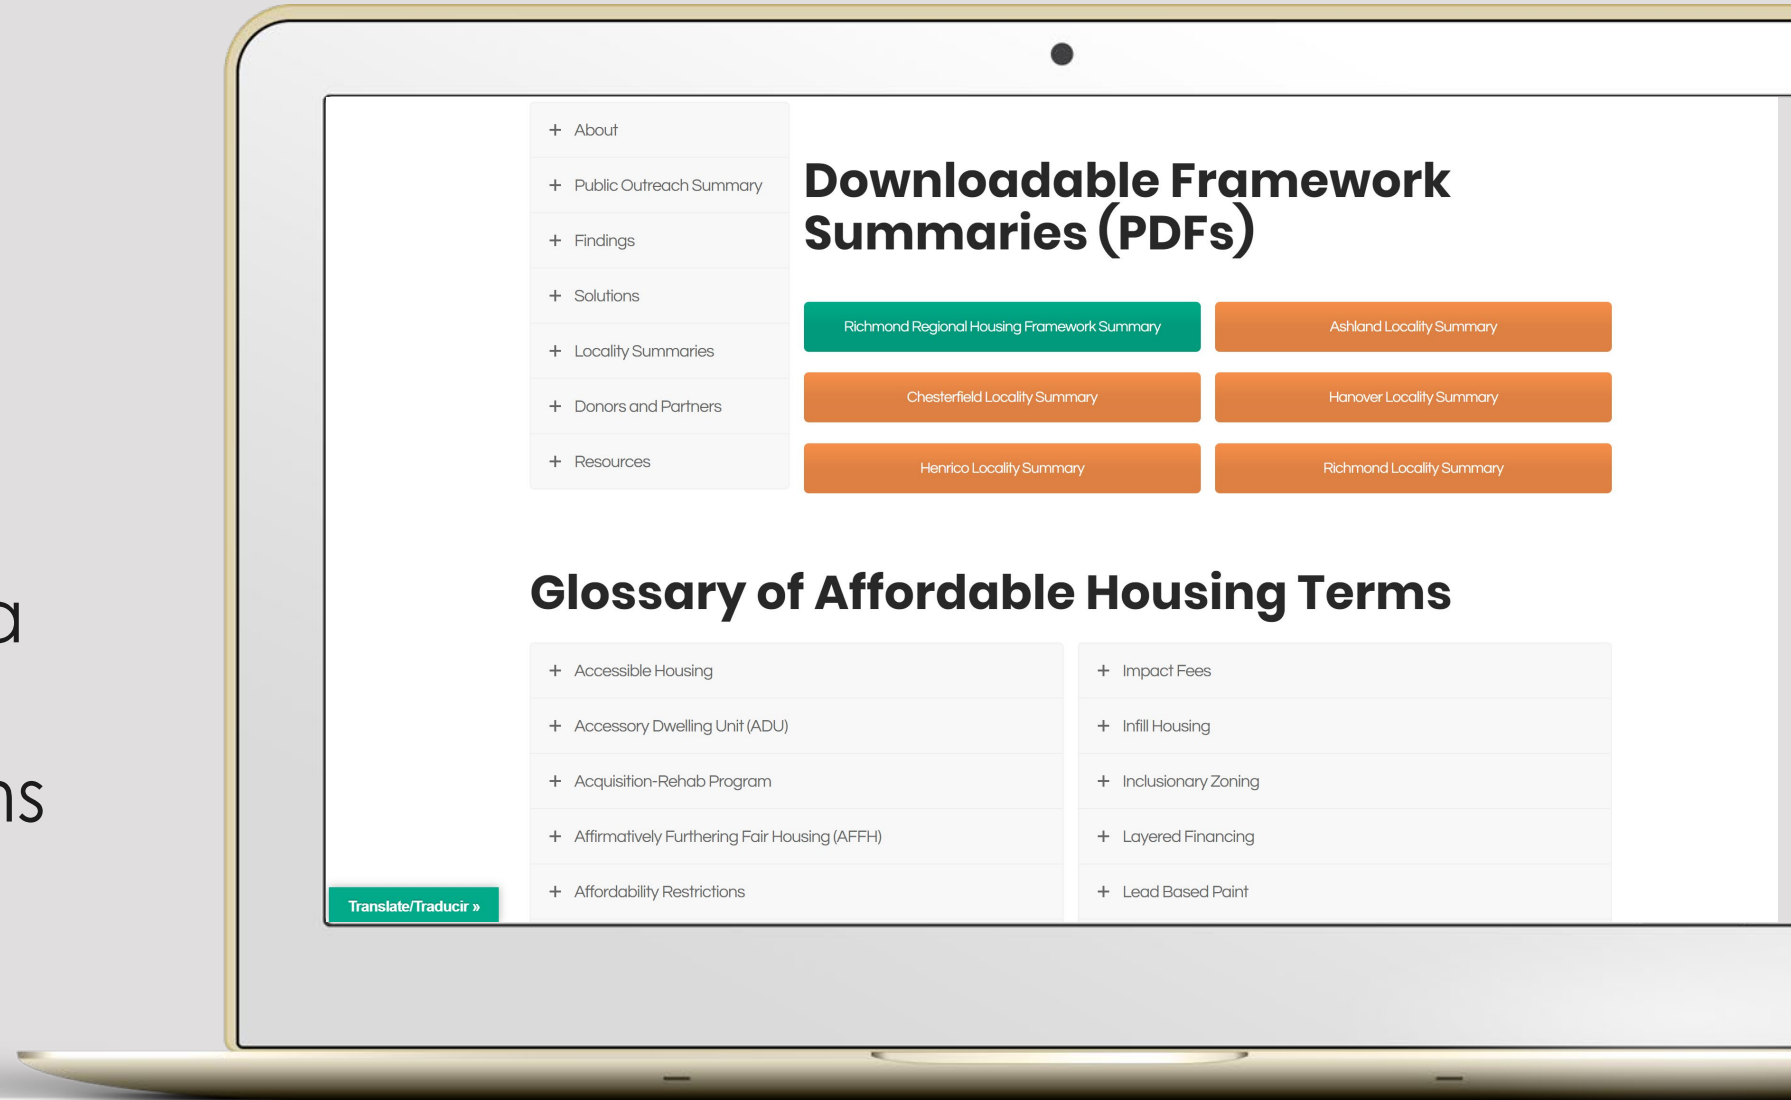 About
Public Outreach Summary
Findings
Solutions
Locality Summaries
Donors and Partners
Resources
Downloadable Framework
Summaries (PDFs)
Richmond Regional Housing Framework Summary
Ashland Locality Summary
Chesterfield Locality Summary
Hanover Locality Summary
Henrico Locality Summary
Richmond Locality Summary
Glossary of Affordable Housing Terms
Accessible Housing
Accessory Dwelling Unit (ADU)
Acquisition-Rehab Program
Affirmatively Furthering Fair Housing (AFFH)
Affordability Restrictions
Impact Fees
Infill Housing
Inclusionary Zoning
Layered Financing
Lead Based Paint
Translate/Traducir »